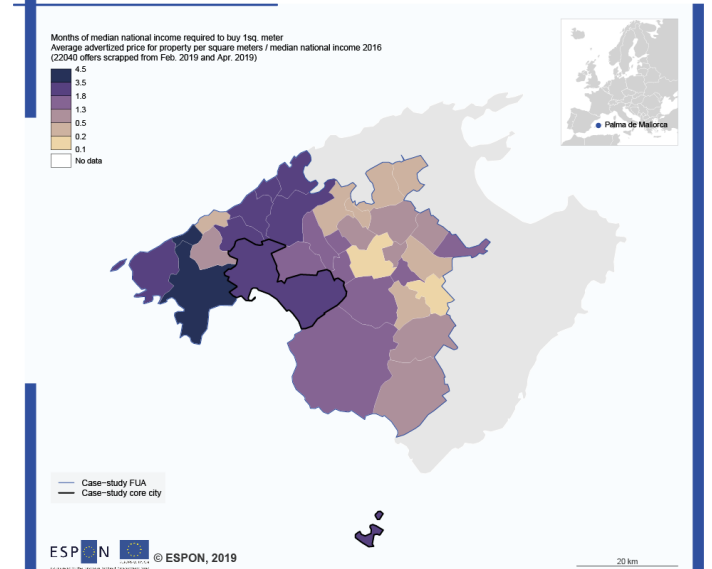 Months of median national income required to buy 1sq. meter
Average advertized price for property per square meters / median national income 2016
(22040 offers scrapped from Feb. 2019 and Apr. 2019)
4.5
3.5
1.8
1.3
0.5
0.2
0.1
No data
Palma de Mallorca
Case−study FUA
Case−study core city
ESPON
© ESPON, 2019
20 km